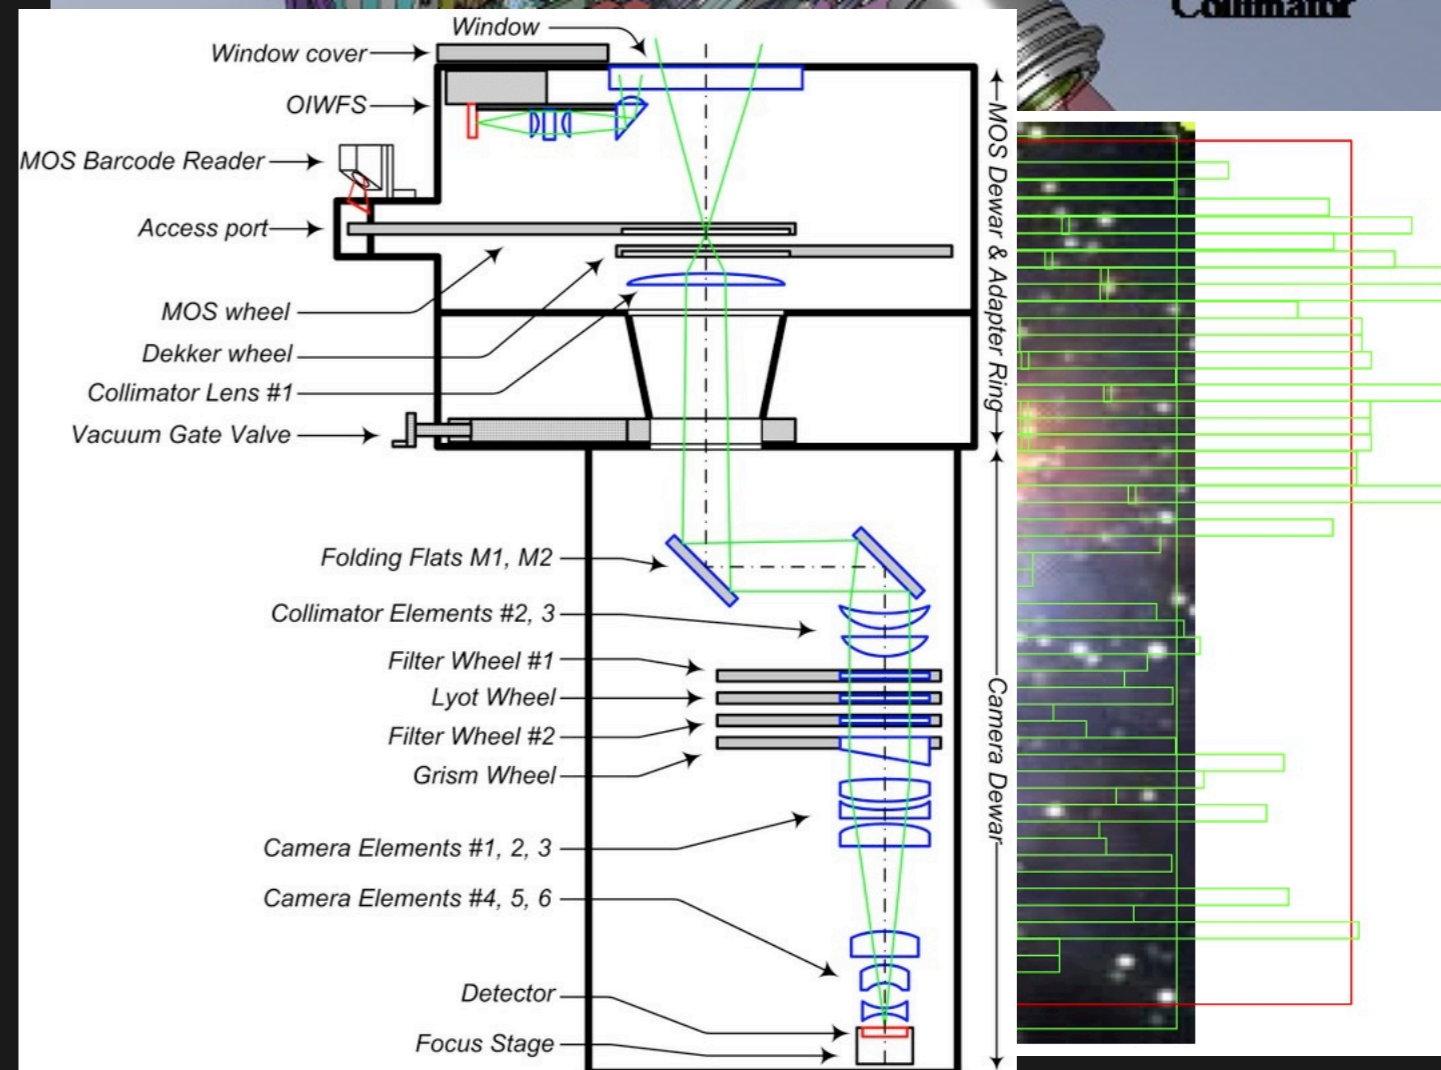 Collimator
Window
Window cover
OIWFS
MOS Barcode Reader
Access port
MOS wheel
Dekker wheel
Collimator Lens #1
Vacuum Gate Valve
MOS Dewar & Adapter Ring
Folding Flats M1, M2
Collimator Elements #2, 3
Filter Wheel #1
Lyot Wheel
Filter Wheel #2
Grism Wheel
Camera Elements #1, 2, 3
Camera Elements #4, 5, 6
Detector
Focus Stage
Camera Dewar